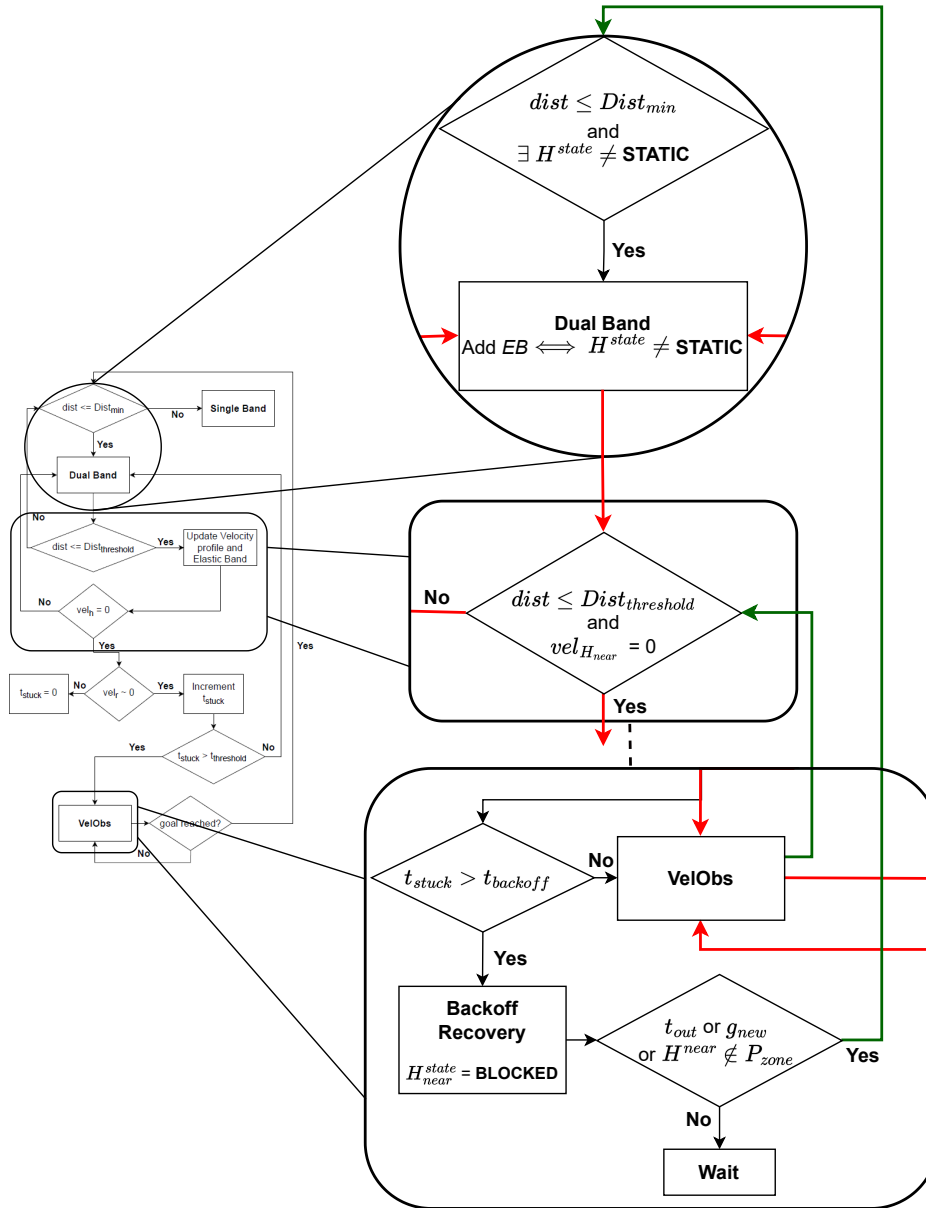 dist ≤ Dist_min
and
∃ H^state ≠ STATIC
Yes
Dual Band
Add EB ⟺ H^state ≠ STATIC
dist <= Dist_min
No
Single Band
Yes
Dual Band
No
dist <= Dist_threshold
Yes
Update Velocity
profile and
Elastic Band
No
vel_h = 0
Yes
Yes
t_stuck = 0
No
vel_r ~ 0
Yes
Increment
t_stuck
Yes
t_stuck > t_threshold
No
VelObs
goal reached?
No
No
dist ≤ Dist_threshold
and
vel_H_near = 0
Yes
t_stuck > t_backoff
No
VelObs
Yes
Backoff
Recovery
H_near^state = BLOCKED
t_out or g_new
or H^near ∉ P_zone
Yes
No
Wait